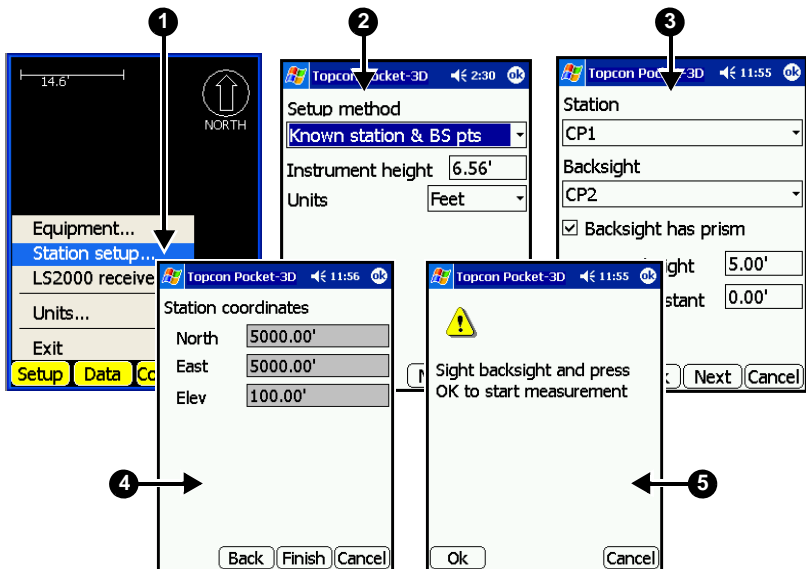 1
2
3
14.6'
NORTH
Equipment...
Station setup...
LS2000 receive
Units...
Exit
Setup Data
Topcon Pocket-3D 2:30 ok
Setup method
Known station & BS pts
Instrument height 6.56'
Units Feet
Topcon 11:55 ok
Station
CP1
Backsight
CP2
Backsight has prism
5.00'
0.00'
Next Cancel
Topcon Pocket-3D 11:56 ok
Station coordinates
North 5000.00'
East 5000.00'
Elev 100.00'
4
Back Finish Cancel
Topcon Pocket-3D 11:55 ok
Sight backsight and press
OK to start measurement
5
Ok Cancel